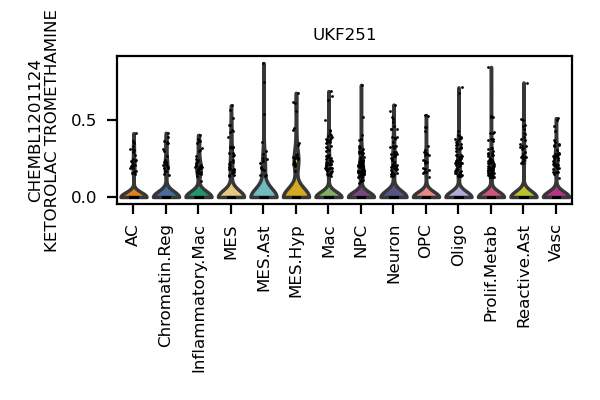 UKF251
CHEMBL1201124
KETOROLAC TROMETHAMINE
0.5
0.0
AC
Chromatin.Reg
Inflammatory.Mac
MES
MES.Ast
MES.Hyp
Mac
NPC
Neuron
OPC
Oligo
Prolif.Metab
Reactive.Ast
Vasc